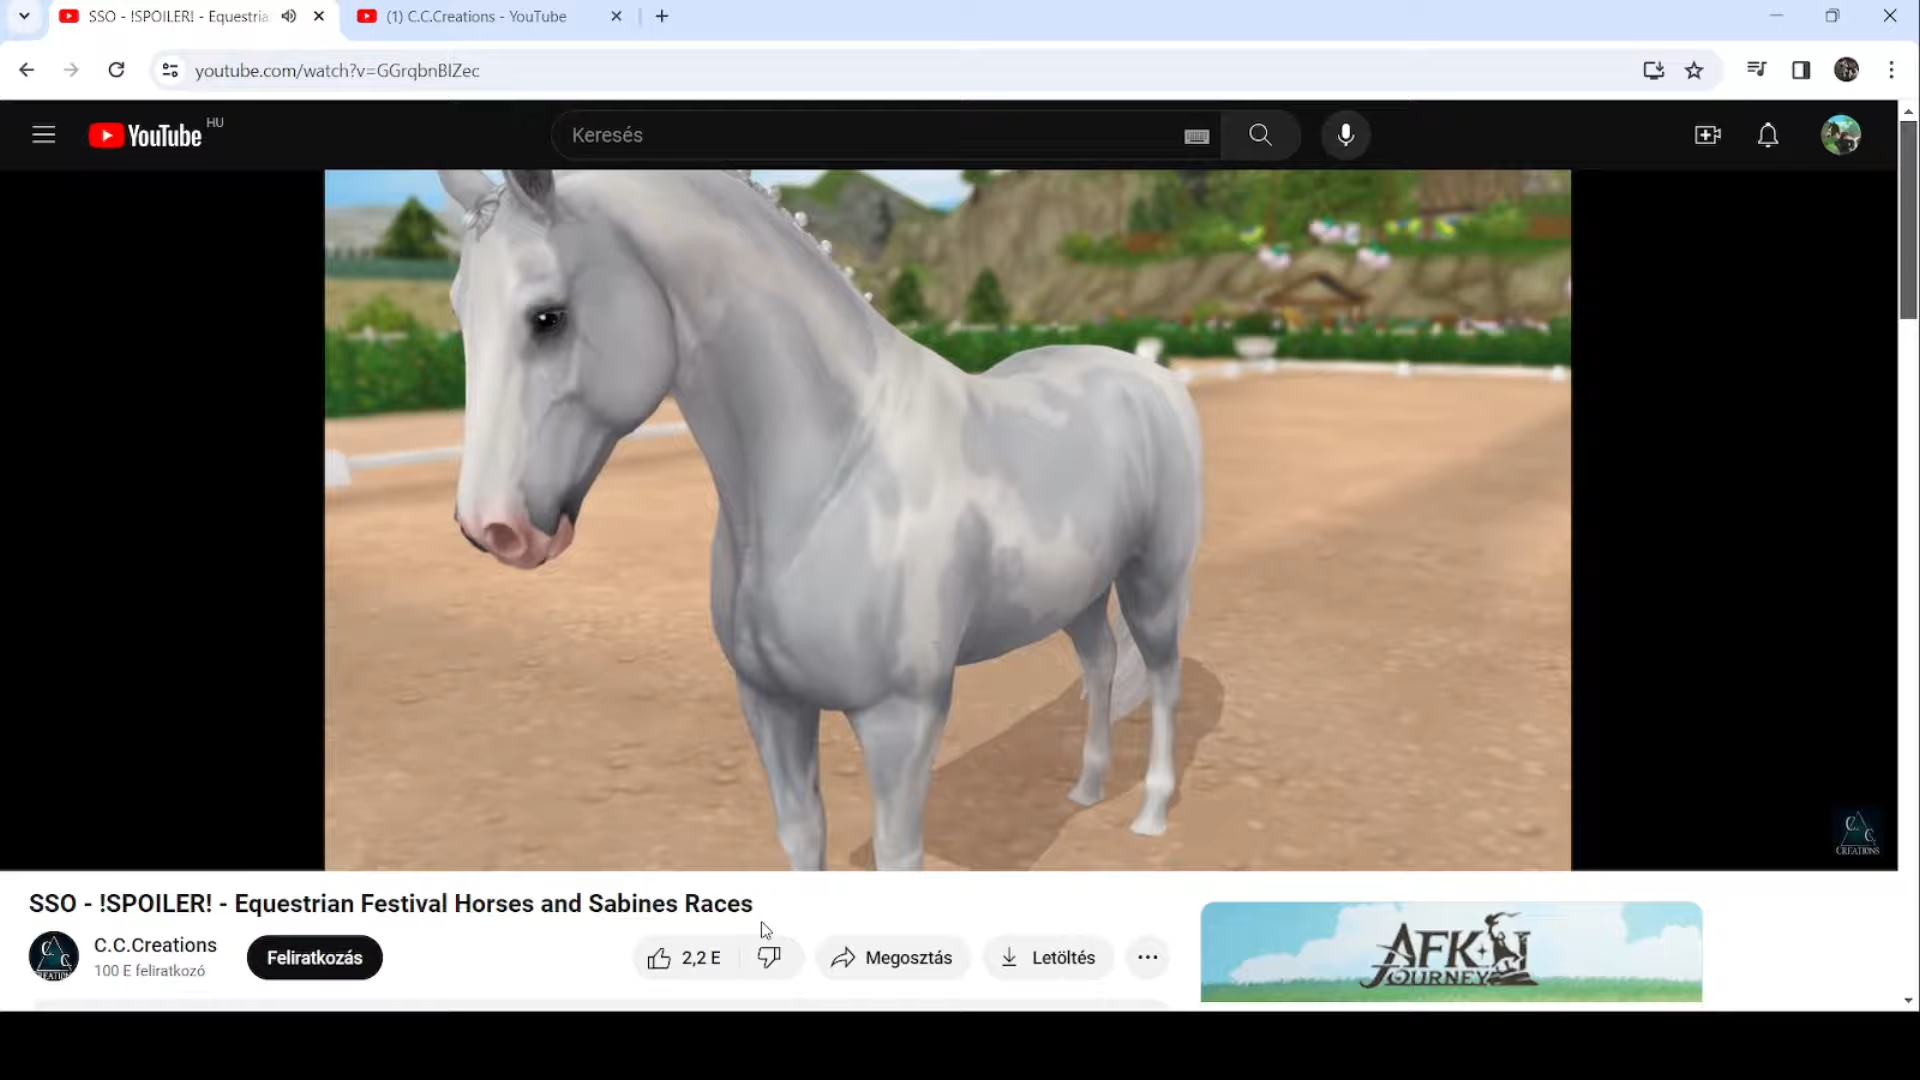 SSO - !SPOILER! - Equestria
(1) C.C.Creations - YouTube
youtube.com/watch?v=GGrqbnBIZec
YouTube HU
Keresés
C. C.
CREATIONS
SSO - !SPOILER! - Equestrian Festival Horses and Sabines Races
C.C.Creations
100 E feliratkozó
Feliratkozás
2,2 E
Megosztás
Letöltés
AFK
JOURNEY